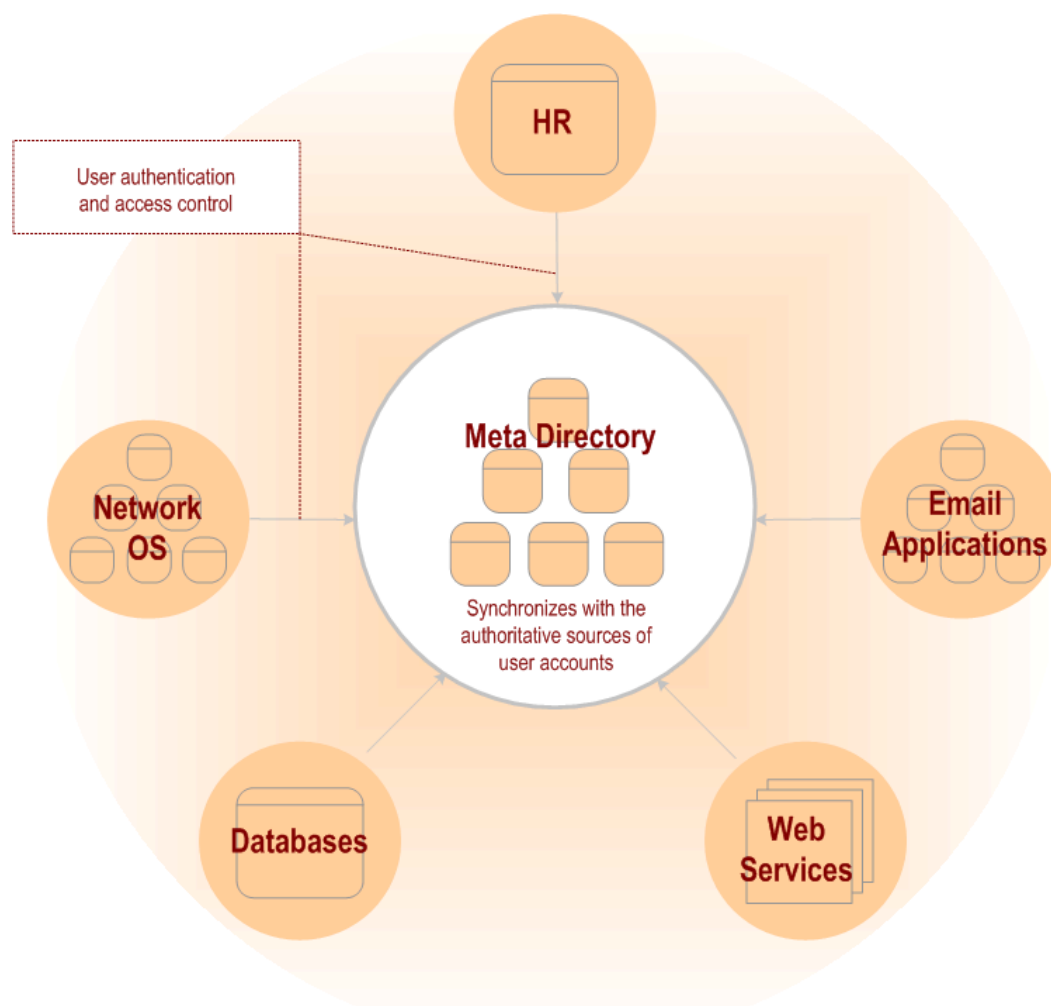 HR
User authentication
and access control
Meta Directory
Network
OS
Email
Applications
Synchronizes with the
authoritative sources of
user accounts
Databases
Web
Services